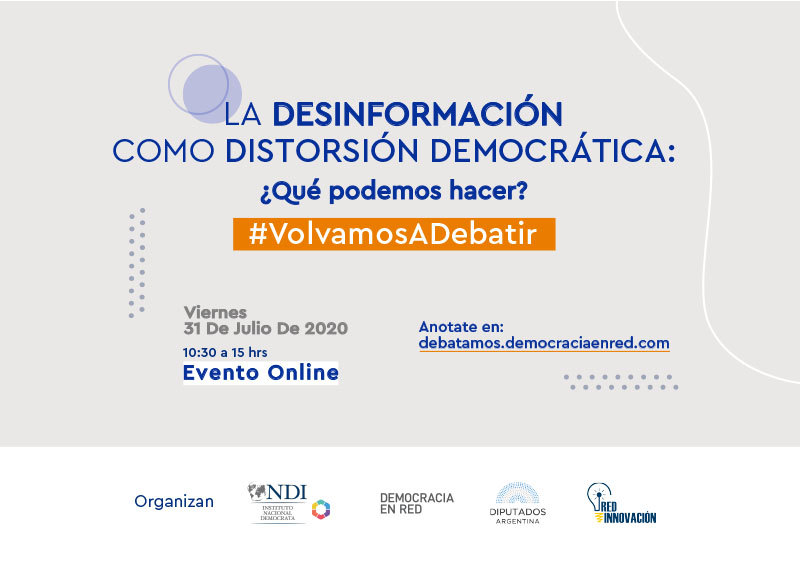 LA DESINFORMACIÓN
COMO DISTORSIÓN DEMOCRÁTICA:
¿Qué podemos hacer?
#VolvamosADebatir
Viernes
31 De Julio De 2020
10:30 a 15 hrs
Evento Online
Anotate en:
debatamos.democraciaenred.com
Organizan
NDI
INSTITUTO
NACIONAL
DEMÓCRATA
DEMOCRACIA
EN RED
DIPUTADOS
ARGENTINA
RED
INNOVACIÓN